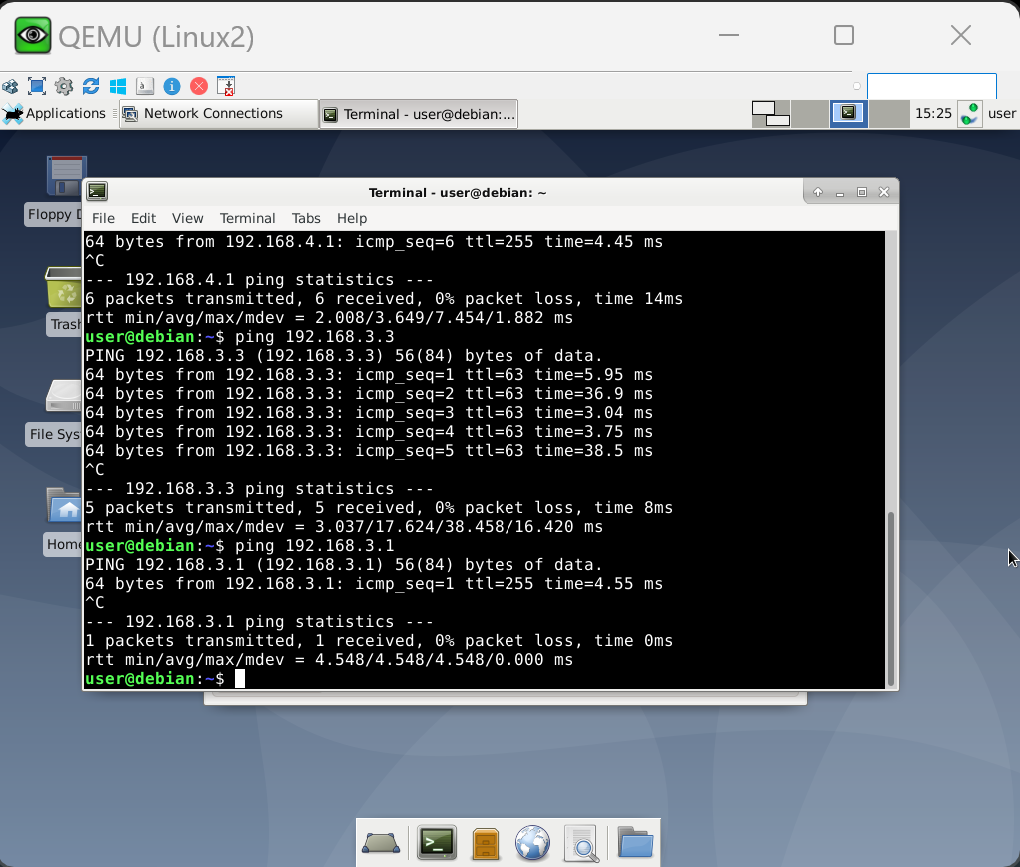 QEMU (Linux2)
Applications
Network Connections
Terminal - user@debian:...
15:25
user
Floppy D
Trash
File Sys
Home
Terminal - user@debian: ~
File Edit View Terminal Tabs Help
64 bytes from 192.168.4.1: icmp_seq=6 ttl=255 time=4.45 ms
^C
--- 192.168.4.1 ping statistics ---
6 packets transmitted, 6 received, 0% packet loss, time 14ms
rtt min/avg/max/mdev = 2.008/3.649/7.454/1.882 ms
user@debian:~$ ping 192.168.3.3
PING 192.168.3.3 (192.168.3.3) 56(84) bytes of data.
64 bytes from 192.168.3.3: icmp_seq=1 ttl=63 time=5.95 ms
64 bytes from 192.168.3.3: icmp_seq=2 ttl=63 time=36.9 ms
64 bytes from 192.168.3.3: icmp_seq=3 ttl=63 time=3.04 ms
64 bytes from 192.168.3.3: icmp_seq=4 ttl=63 time=3.75 ms
64 bytes from 192.168.3.3: icmp_seq=5 ttl=63 time=38.5 ms
^C
--- 192.168.3.3 ping statistics ---
5 packets transmitted, 5 received, 0% packet loss, time 8ms
rtt min/avg/max/mdev = 3.037/17.624/38.458/16.420 ms
user@debian:~$ ping 192.168.3.1
PING 192.168.3.1 (192.168.3.1) 56(84) bytes of data.
64 bytes from 192.168.3.1: icmp_seq=1 ttl=255 time=4.55 ms
^C
--- 192.168.3.1 ping statistics ---
1 packets transmitted, 1 received, 0% packet loss, time 0ms
rtt min/avg/max/mdev = 4.548/4.548/4.548/0.000 ms
user@debian:~$